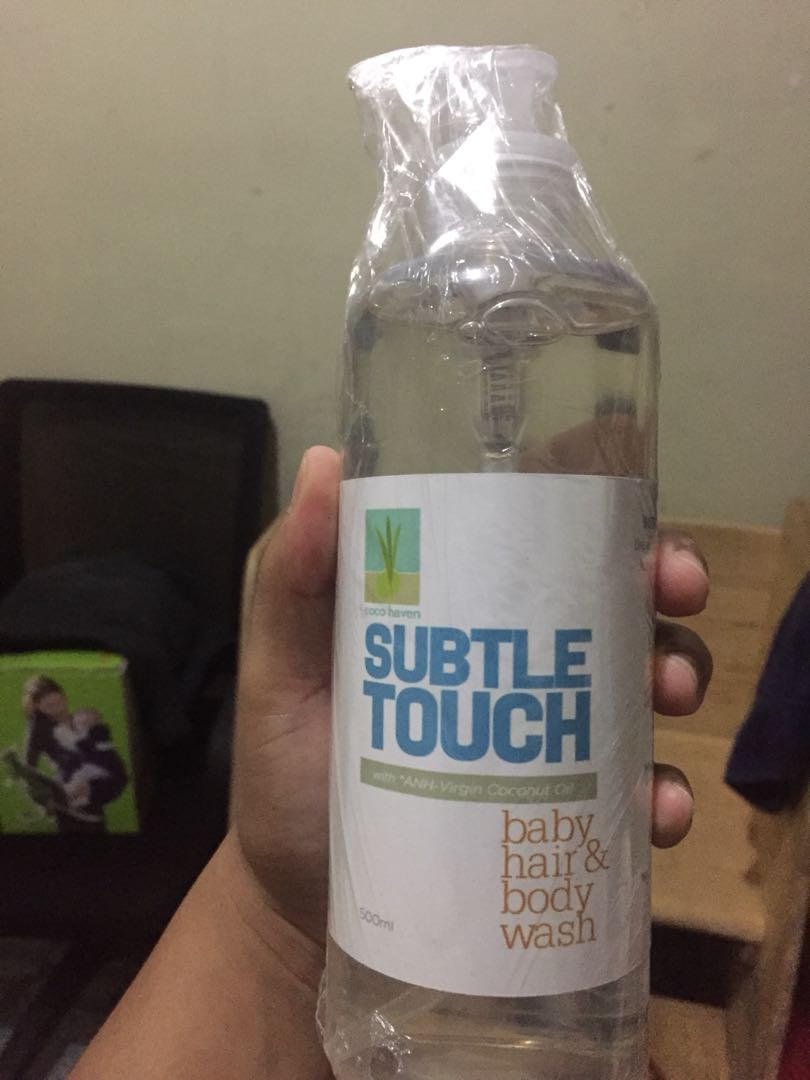 coco haven
SUBTLE
TOUCH
with *ANH-Virgin Coconut Oil
baby
hair &
body
wash
500ml